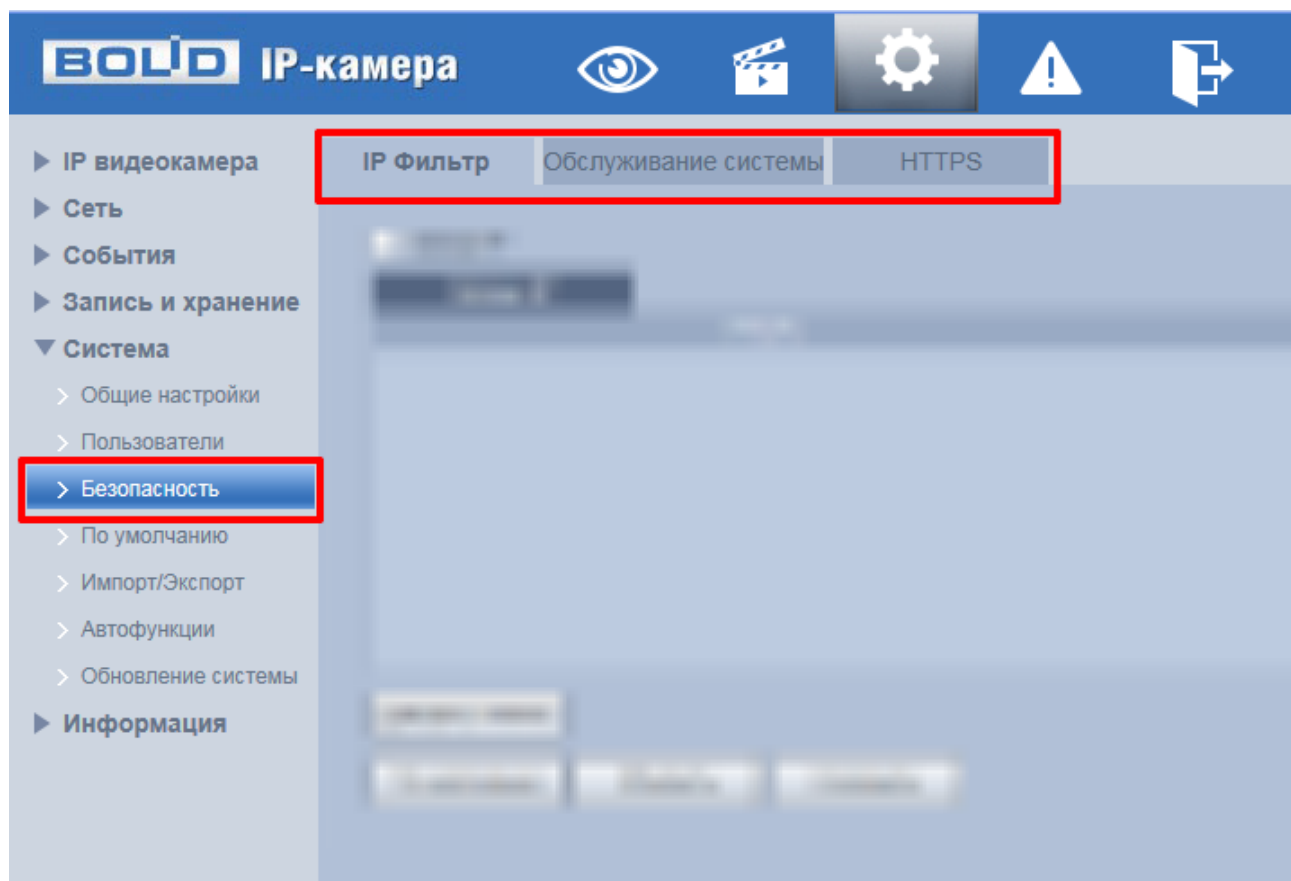 BOLID IP-камера
IP видеокамера
Сеть
События
Запись и хранение
Система
Общие настройки
Пользователи
Безопасность
По умолчанию
Импорт/Экспорт
Автофункции
Обновление системы
Информация
IP Фильтр Обслуживание системы HTTPS